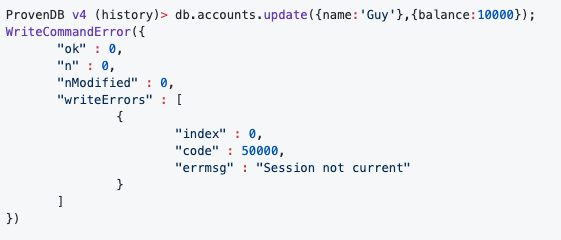 ProvenDB v4 (history)> db.accounts.update({name:'Guy'},{balance:10000});
WriteCommandError({
"ok" : 0,
"n" : 0,
"nModified" : 0,
"writeErrors" : [
{
"index" : 0,
"code" : 50000,
"errmsg" : "Session not current"
}
]
})